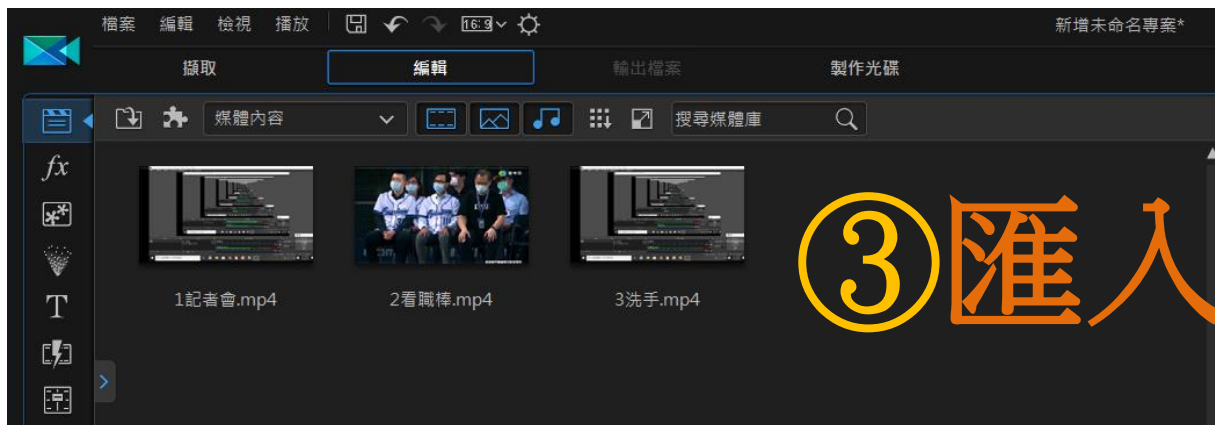 檔案 編輯 檢視 播放 16:9 新增未命名專案*
擷取 編輯 輸出檔案 製作光碟
媒體內容 搜尋媒體庫
fx
T
1記者會.mp4 2看職棒.mp4 3洗手.mp4
③匯入